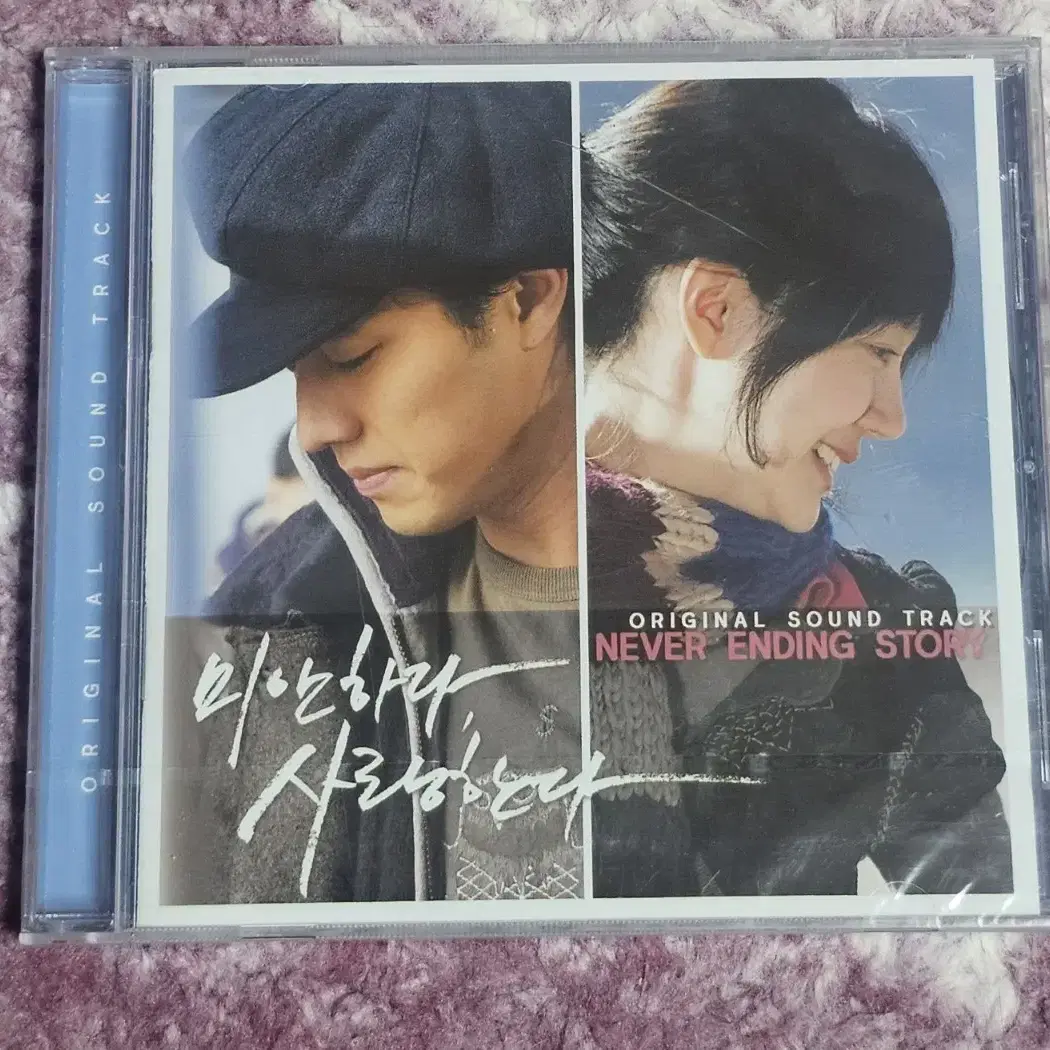 ORIGINAL SOUND TRACK
ORIGINAL SOUND TRACK
NEVER ENDING STORY
미안하다,
사랑한다